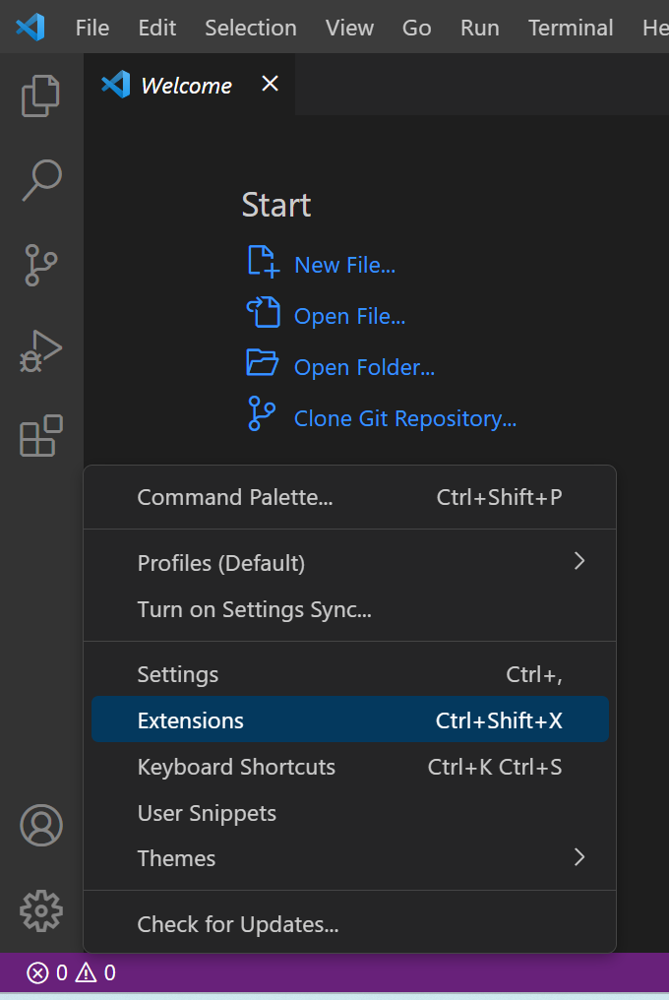 File Edit Selection View Go Run Terminal He
Welcome
Start
New File...
Open File...
Open Folder...
Clone Git Repository...
Command Palette... Ctrl+Shift+P
Profiles (Default)
Turn on Settings Sync...
Settings Ctrl+,
Extensions Ctrl+Shift+X
Keyboard Shortcuts Ctrl+K Ctrl+S
User Snippets
Themes
Check for Updates...
0 0